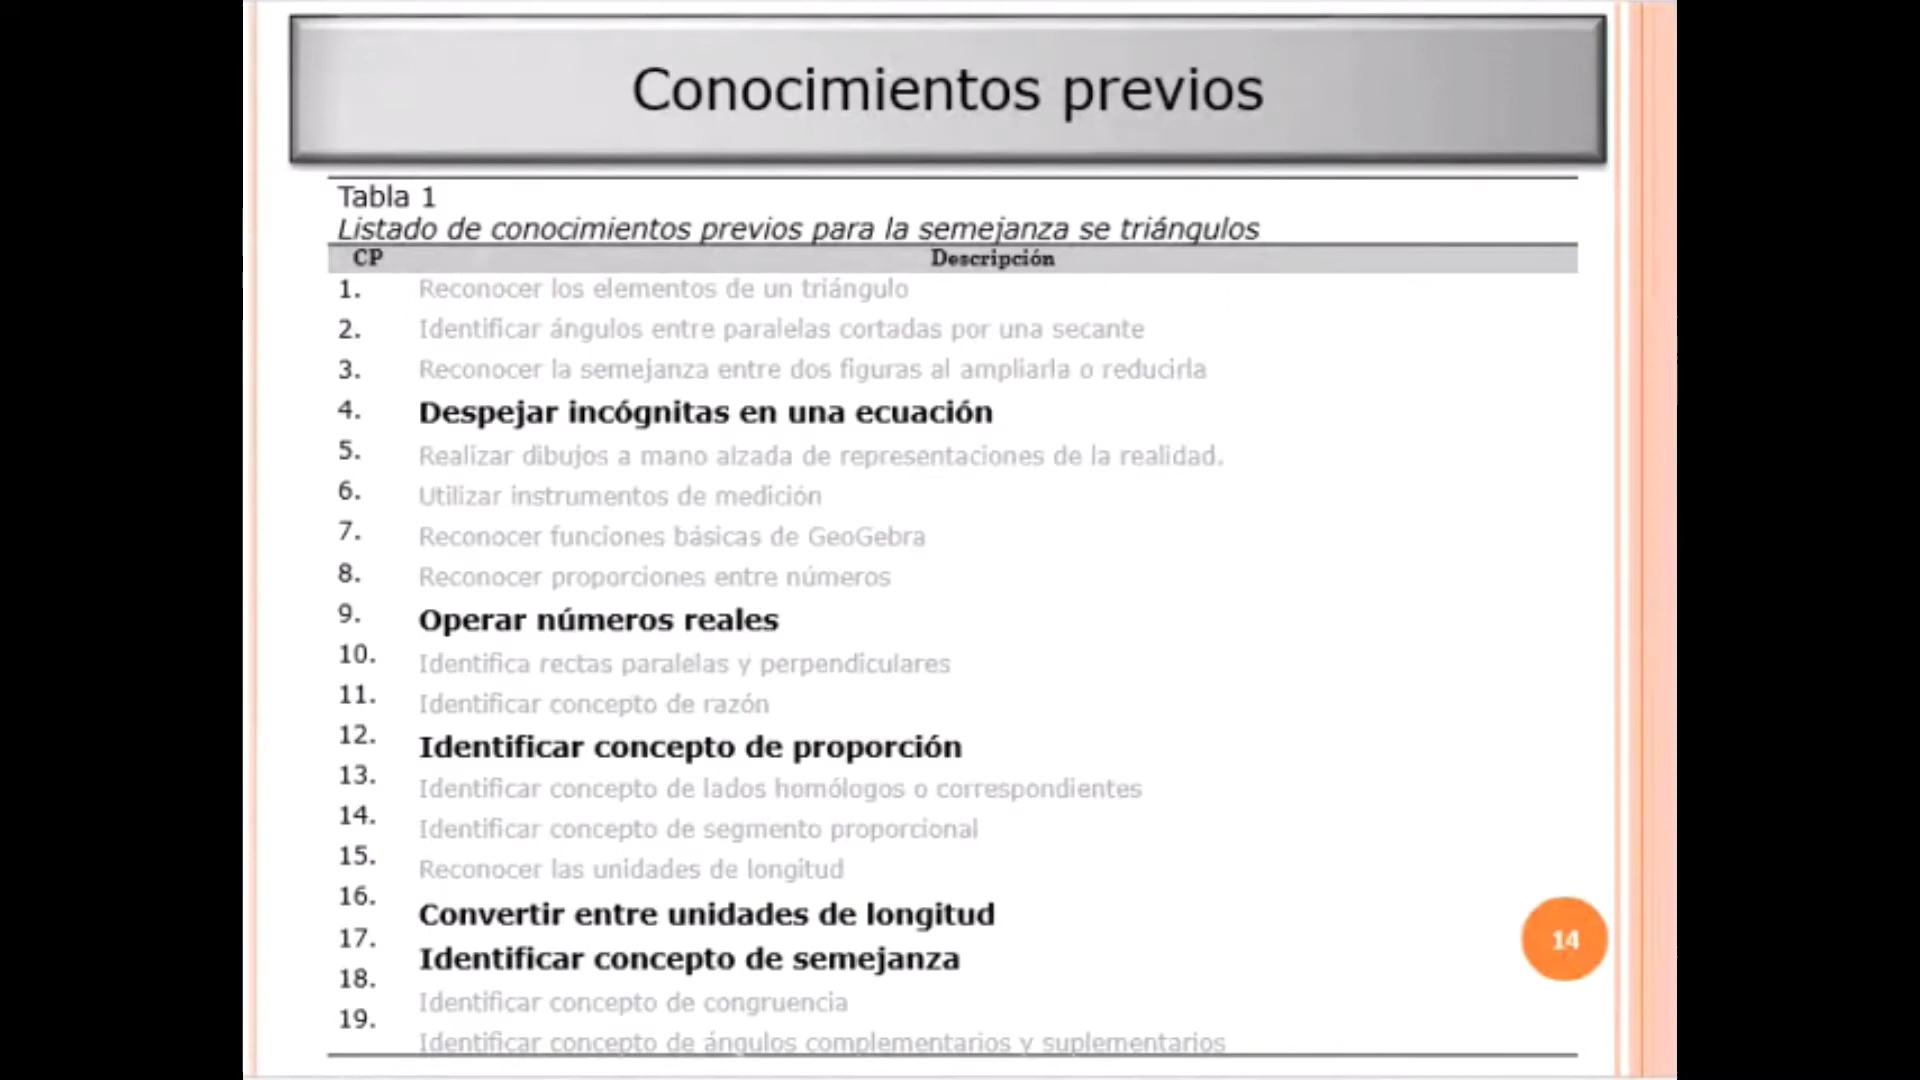 Conocimientos previos
Tabla 1
Listado de conocimientos previos para la semejanza se triángulos
CP Descripción
1. Reconocer los elementos de un triángulo
2. Identificar ángulos entre paralelas cortadas por una secante
3. Reconocer la semejanza entre dos figuras al ampliarla o reducirla
4. Despejar incógnitas en una ecuación
5. Realizar dibujos a mano alzada de representaciones de la realidad.
6. Utilizar instrumentos de medición
7. Reconocer funciones básicas de GeoGebra
8. Reconocer proporciones entre números
9. Operar números reales
10. Identifica rectas paralelas y perpendiculares
11. Identificar concepto de razón
12. Identificar concepto de proporción
13. Identificar concepto de lados homólogos o correspondientes
14. Identificar concepto de segmento proporcional
15. Reconocer las unidades de longitud
16. Convertir entre unidades de longitud
17. Identificar concepto de semejanza
18. Identificar concepto de congruencia
19. Identificar concepto de ángulos complementarios y suplementarios
14